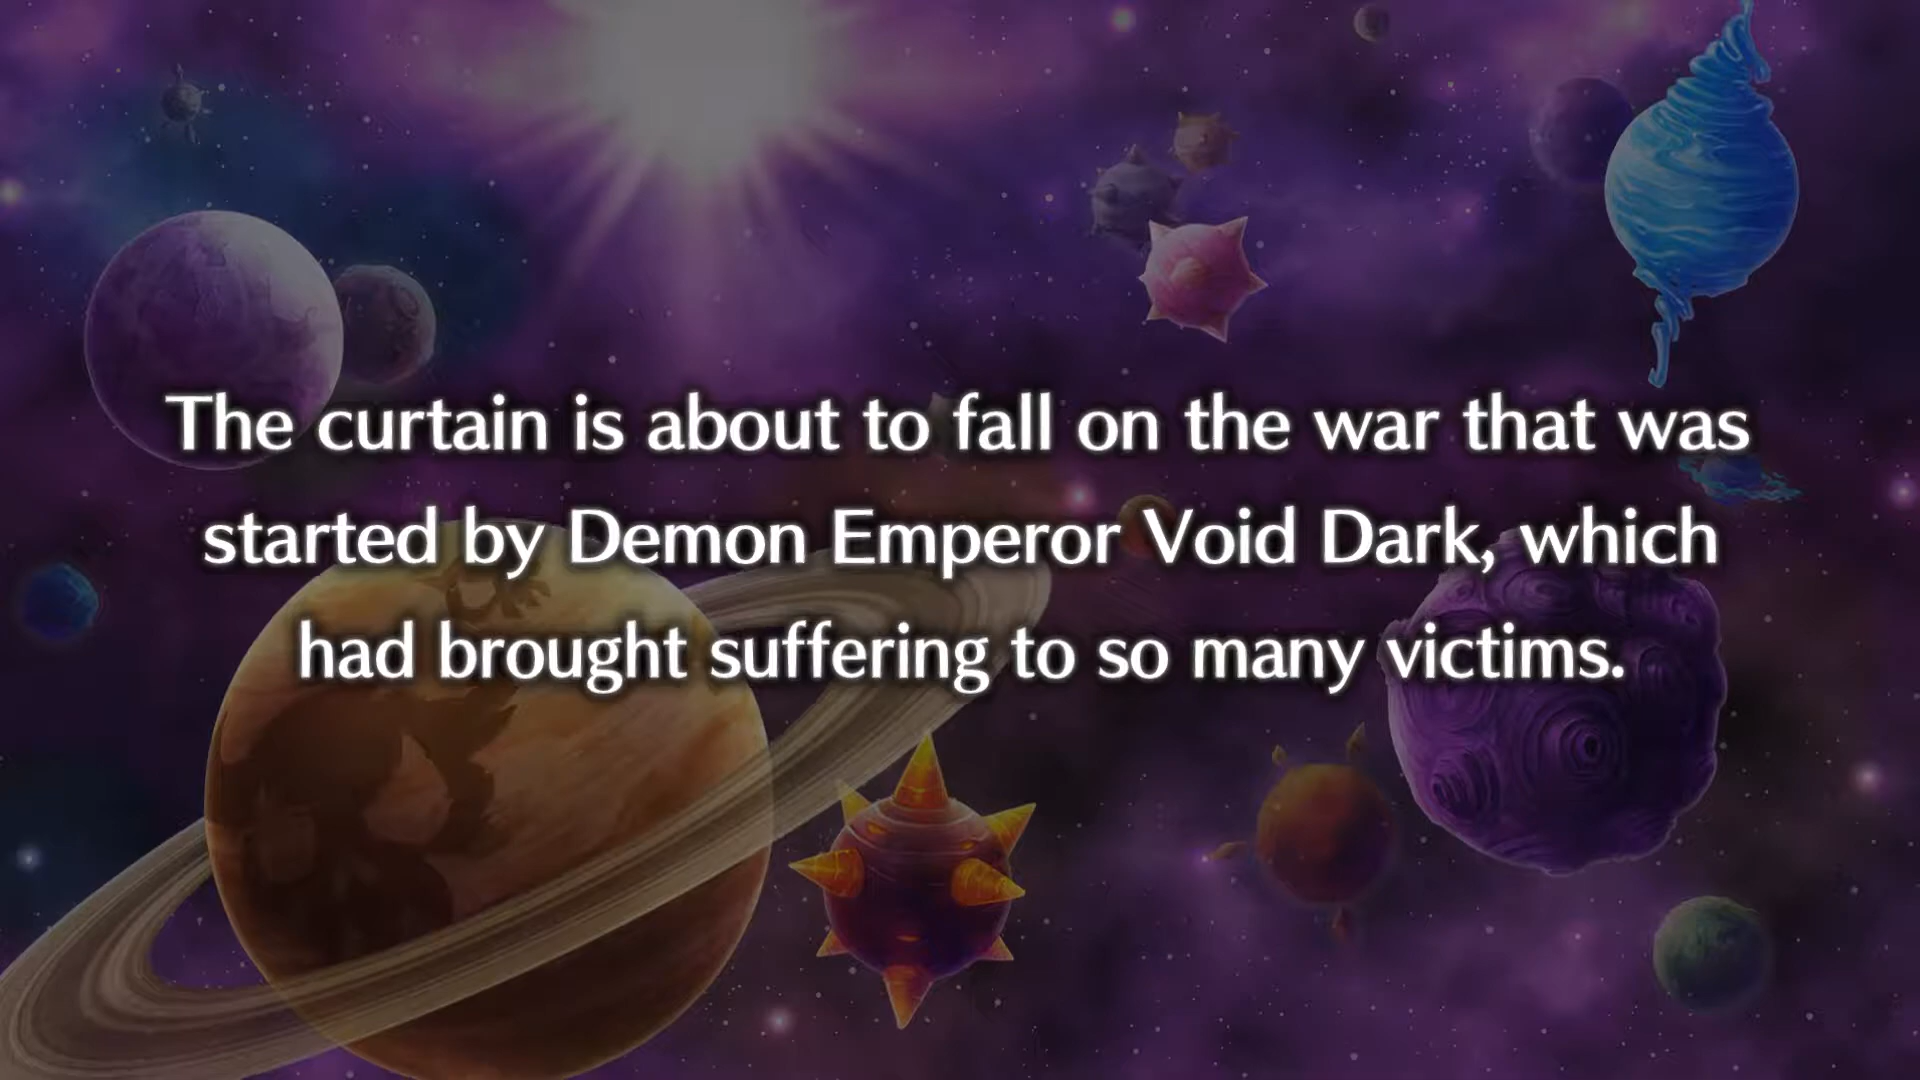 The curtain is about to fall on the war that was
started by Demon Emperor Void Dark, which
had brought suffering to so many victims.